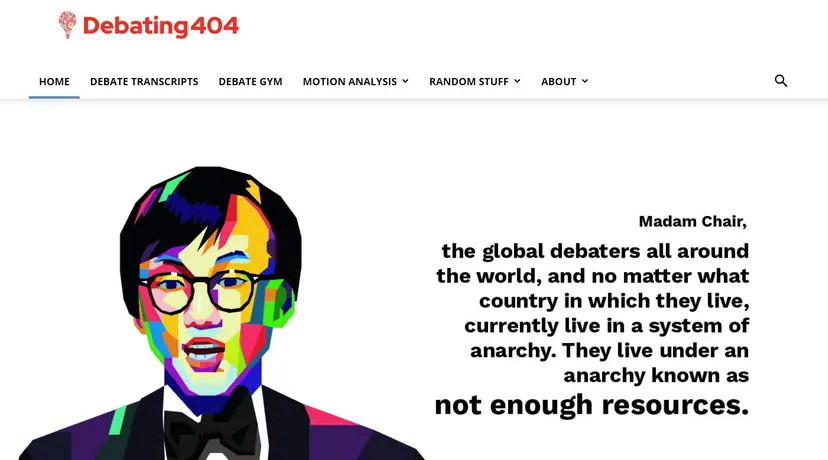 Debating404
HOME DEBATE TRANSCRIPTS DEBATE GYM MOTION ANALYSIS RANDOM STUFF ABOUT
Madam Chair,
the global debaters all around
the world, and no matter what
country in which they live,
currently live in a system of
anarchy. They live under an
anarchy known as
not enough resources.